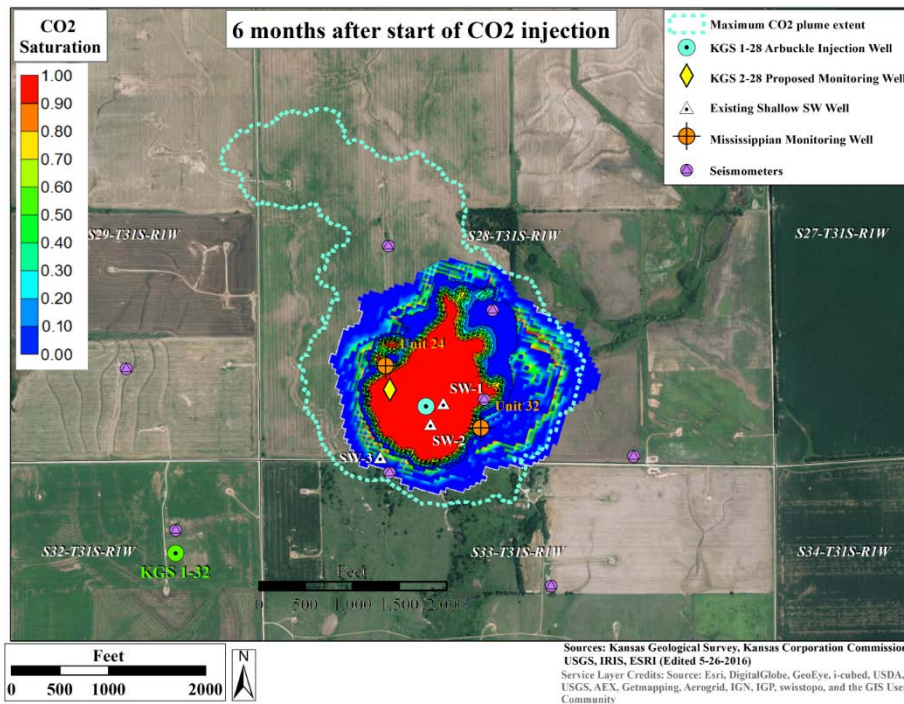 CO2
Saturation
1.00
0.90
0.80
0.70
0.60
0.50
0.40
0.30
0.20
0.10
0.00
6 months after start of CO2 injection
Maximum CO2 plume extent
KGS 1-28 Arbuckle Injection Well
KGS 2-28 Proposed Monitoring Well
Existing Shallow SW Well
Mississippian Monitoring Well
Seismometers
S29-T31S-R1W
S28-T31S-R1W
S27-T31S-R1W
Unit 24
SW-1
Unit 32
SW-2
SW-3
S32-T31S-R1W
S33-T31S-R1W
S34-T31S-R1W
KGS 1-32
Feet
0 500 1.000 1.500 2.000
Feet
0 500 1000 2000
N
Sources: Kansas Geological Survey, Kansas Corporation Commission
USGS, IRIS, ESRI (Edited 5-26-2016)
Service Layer Credits: Source: Esri, DigitalGlobe, GeoEye, i-cubed, USDA,
USGS, AEX, Getmapping, Aerogrid, IGN, IGP, swisstopo, and the GIS User
Community